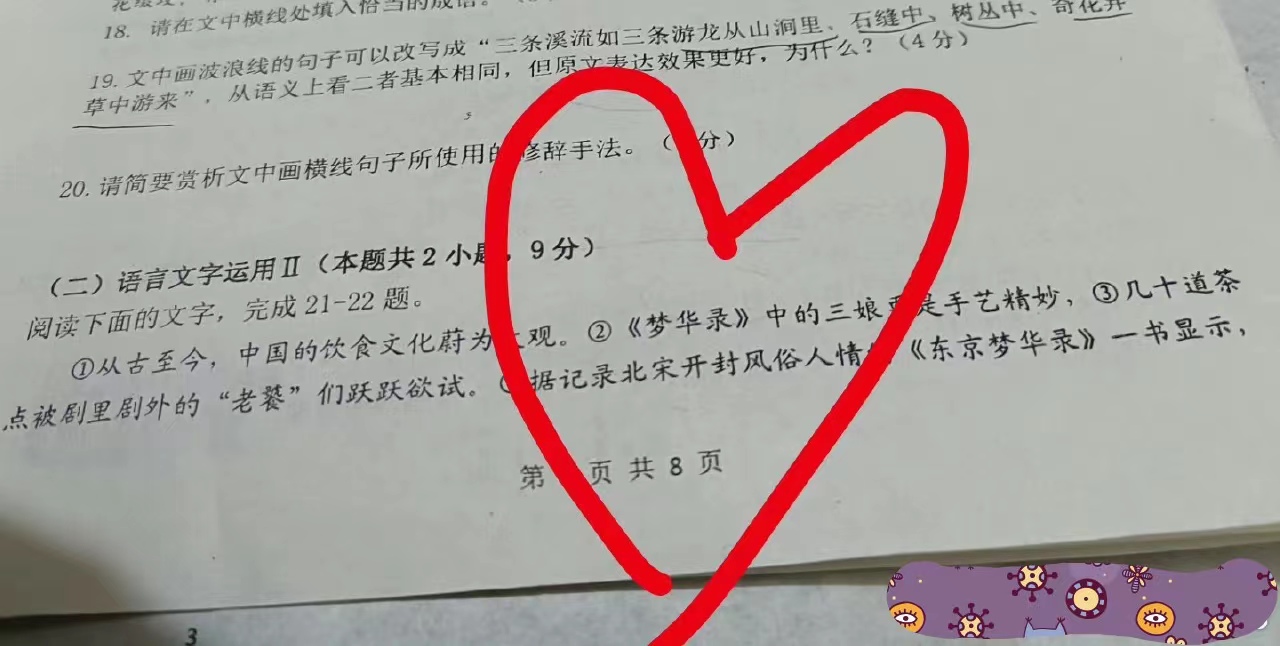 18. 请在文中横线处填入恰当的成语。
19. 文中画波浪线的句子可以改写成“三条溪流如三条游龙从山涧里、石缝中、树丛中、奇花异
草中游来”，从语义上看二者基本相同，但原文表达效果更好，为什么？（4分）
20. 请简要赏析文中画横线句子所使用的修辞手法。（分）
（二）语言文字运用Ⅱ（本题共2小题，9分）
阅读下面的文字，完成21-22题。
①从古至今，中国的饮食文化蔚为观。②《梦华录》中的三娘是手艺精妙，③几十道茶
点被剧里剧外的“老饕”们跃跃欲试。据记录北宋开封风俗人情《东京梦华录》一书显示，
第 页 共 8 页
3